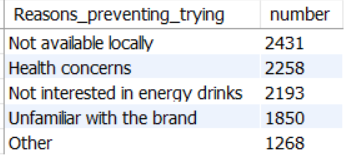 Reasons_preventing_trying number
Not available locally 2431
Health concerns 2258
Not interested in energy drinks 2193
Unfamiliar with the brand 1850
Other 1268